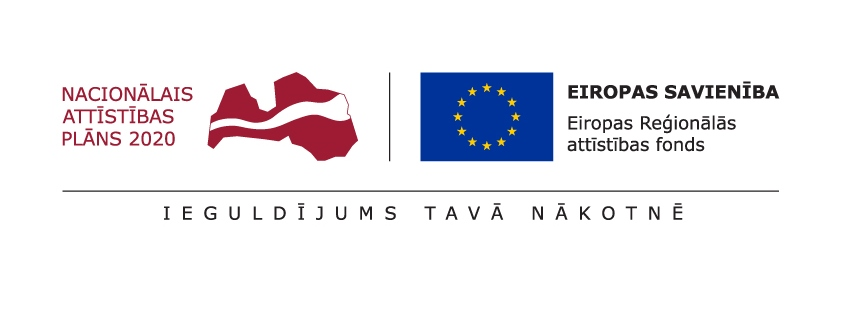 NACIONĀLAIS
ATTĪSTĪBAS
PLĀNS 2020
EIROPAS SAVIENĪBA
Eiropas Reģionālās
attīstības fonds
IEGULDĪJUMS TAVĀ NĀKOTNĒ